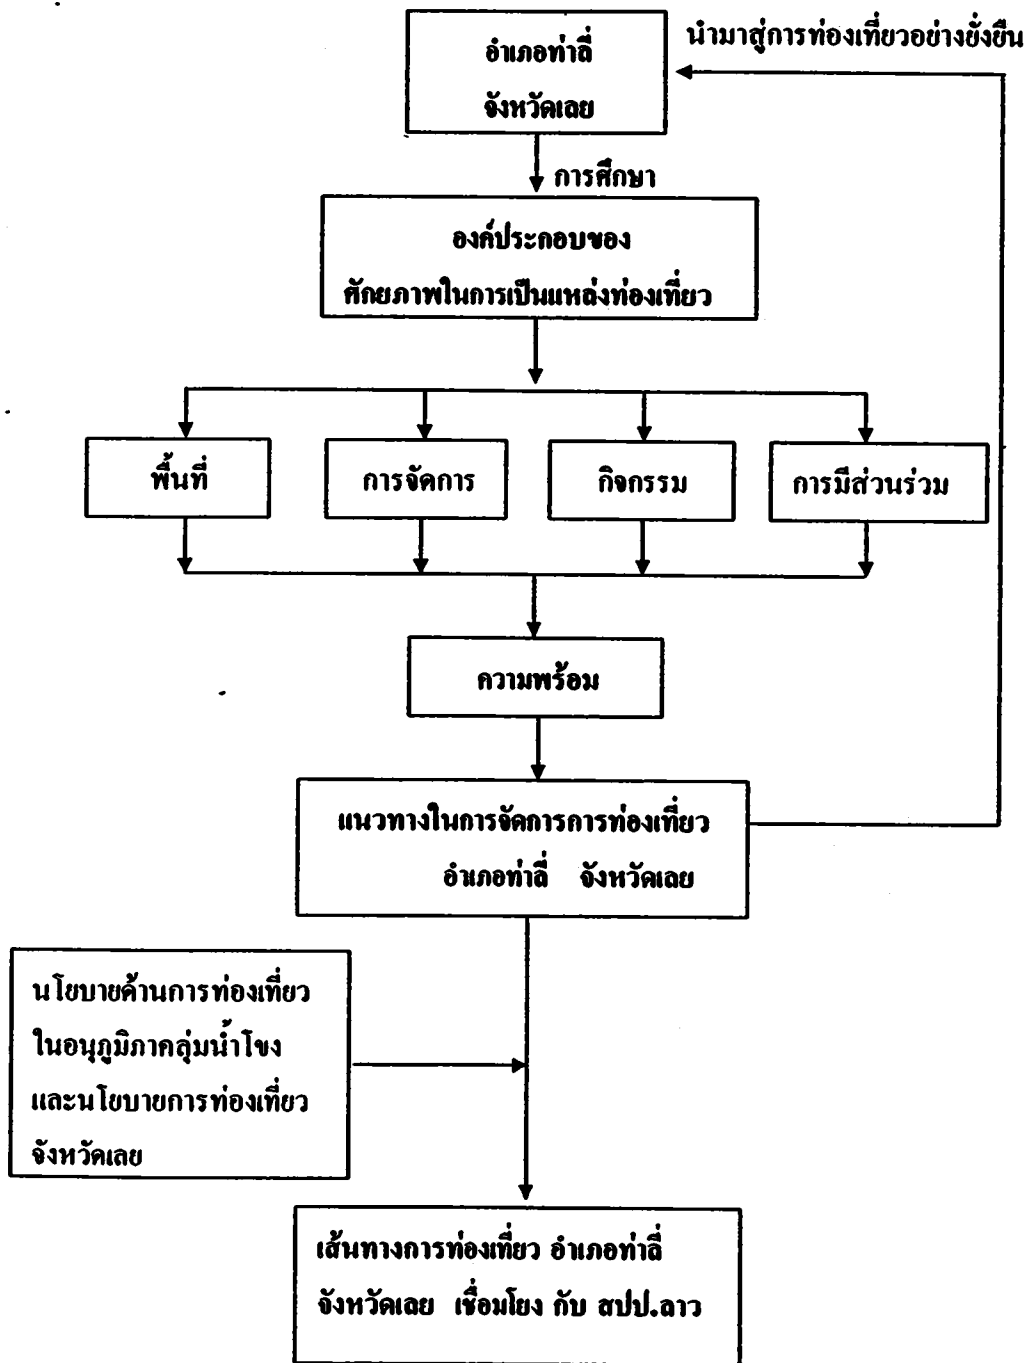 นำมาสู่การท่องเที่ยวอย่างยั่งยืน
อำเภอท่าลี่
จังหวัดเลย
การศึกษา
องค์ประกอบของ
ศักยภาพในการเป็นแหล่งท่องเที่ยว
พื้นที่
การจัดการ
กิจกรรม
การมีส่วนร่วม
ความพร้อม
แนวทางในการจัดการการท่องเที่ยว
อำเภอท่าลี่ จังหวัดเลย
นโยบายด้านการท่องเที่ยว
ในอนุภูมิภาคลุ่มน้ำโขง
และนโยบายการท่องเที่ยว
จังหวัดเลย
เส้นทางการท่องเที่ยว อำเภอท่าลี่
จังหวัดเลย เชื่อมโยง กับ สปป.ลาว